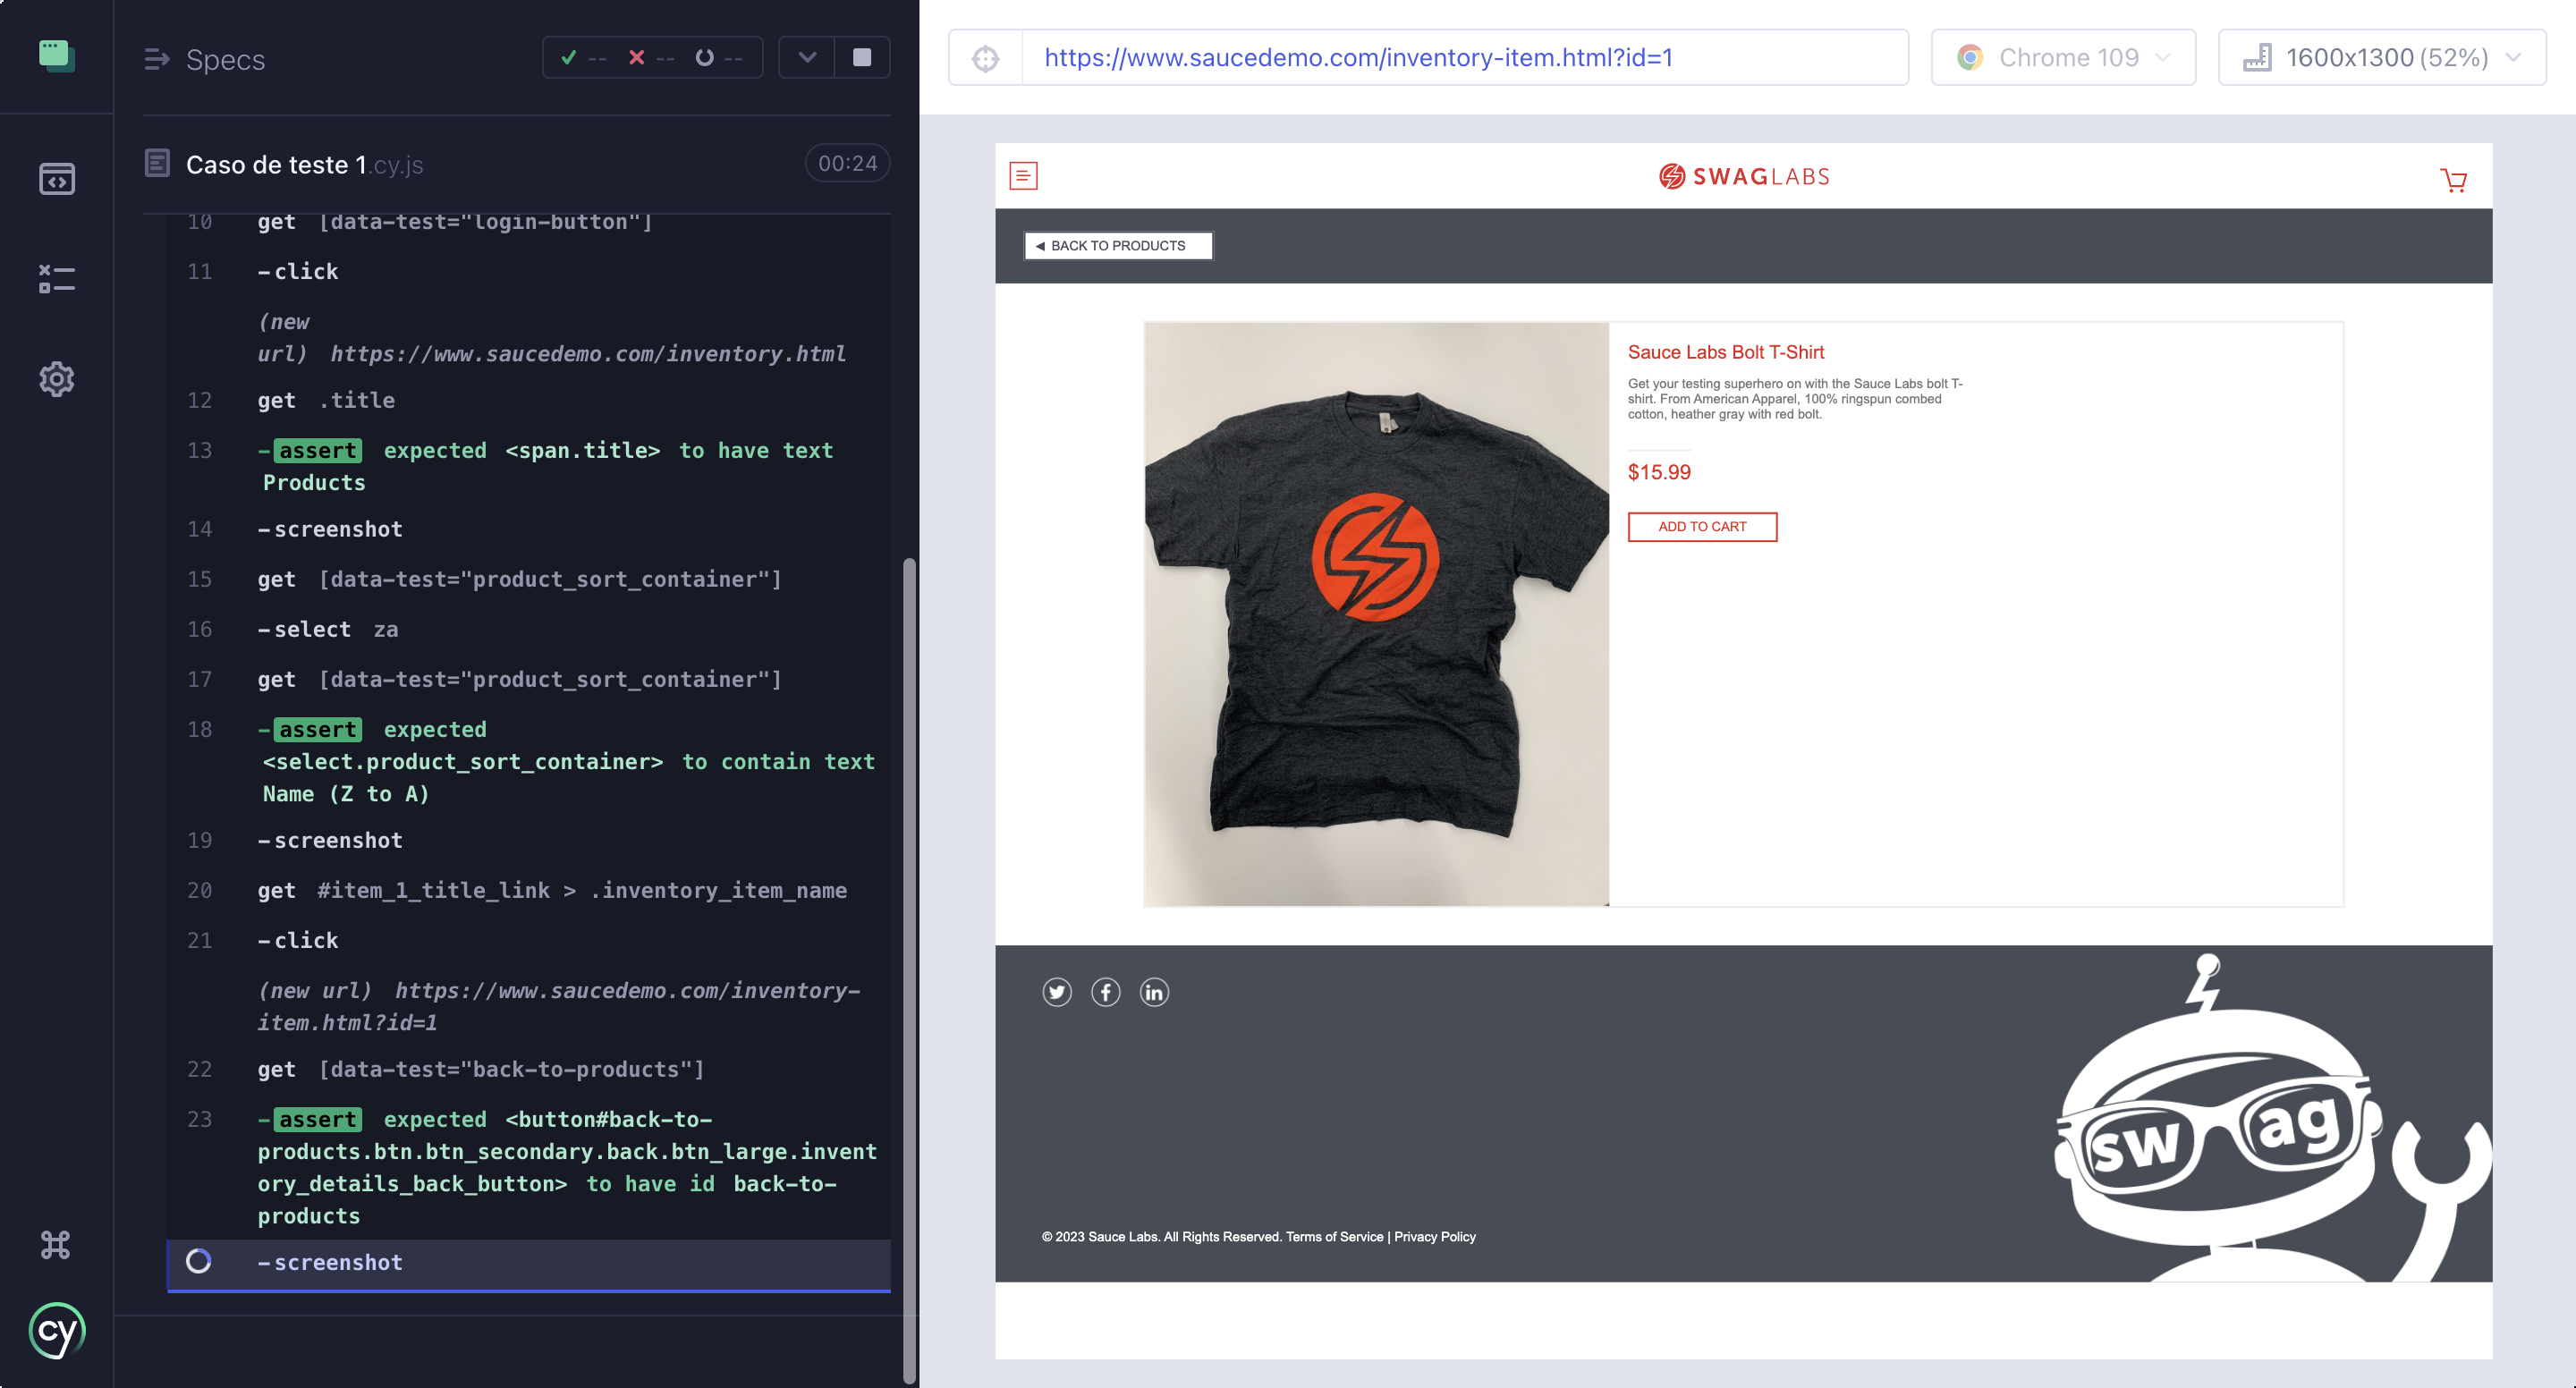 Specs
-- -- --
Caso de teste 1.cy.js
00:24
10 get [data-test="login-button"]
11 -click
(new
url) https://www.saucedemo.com/inventory.html
12 get .title
13 -assert expected <span.title> to have text
Products
14 -screenshot
15 get [data-test="product_sort_container"]
16 -select za
17 get [data-test="product_sort_container"]
18 -assert expected
<select.product_sort_container> to contain text
Name (Z to A)
19 -screenshot
20 get #item_1_title_link > .inventory_item_name
21 -click
(new url) https://www.saucedemo.com/inventory-
item.html?id=1
22 get [data-test="back-to-products"]
23 -assert expected <button#back-to-
products.btn.btn_secondary.back.btn_large.invent
ory_details_back_button> to have id back-to-
products
-screenshot
cy
https://www.saucedemo.com/inventory-item.html?id=1
Chrome 109
1600x1300 (52%)
SWAGLABS
BACK TO PRODUCTS
Sauce Labs Bolt T-Shirt
Get your testing superhero on with the Sauce Labs bolt T-
shirt. From American Apparel, 100% ringspun combed
cotton, heather gray with red bolt.
$15.99
ADD TO CART
swag
© 2023 Sauce Labs. All Rights Reserved. Terms of Service | Privacy Policy